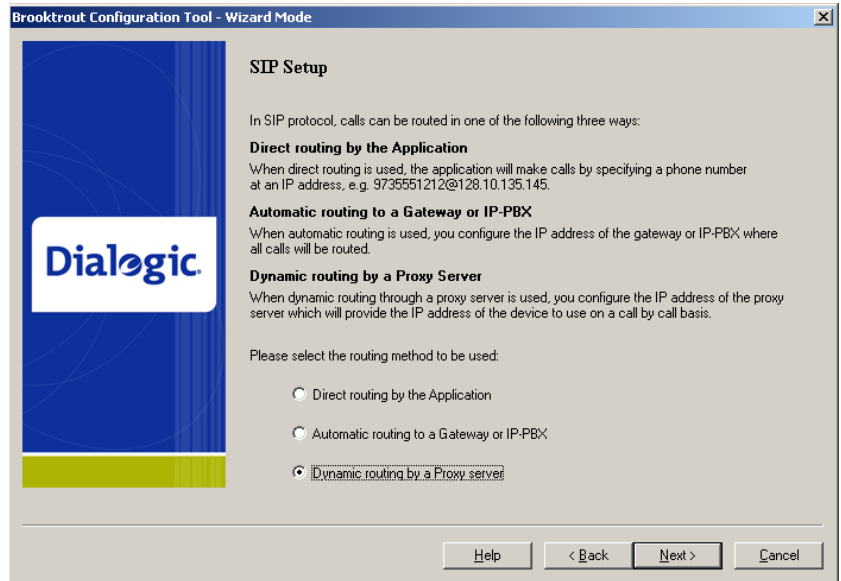 Brooktrout Configuration Tool - Wizard Mode
SIP Setup
In SIP protocol, calls can be routed in one of the following three ways:
Direct routing by the Application
When direct routing is used, the application will make calls by specifying a phone number
at an IP address, e.g. 9735551212@128.10.135.145.
Automatic routing to a Gateway or IP-PBX
When automatic routing is used, you configure the IP address of the gateway or IP-PBX where
all calls will be routed.
Dynamic routing by a Proxy Server
When dynamic routing through a proxy server is used, you configure the IP address of the proxy
server which will provide the IP address of the device to use on a call by call basis.
Dialogic.
Please select the routing method to be used:
Direct routing by the Application
Automatic routing to a Gateway or IP-PBX
Dynamic routing by a Proxy server
Help
< Back
Next >
Cancel